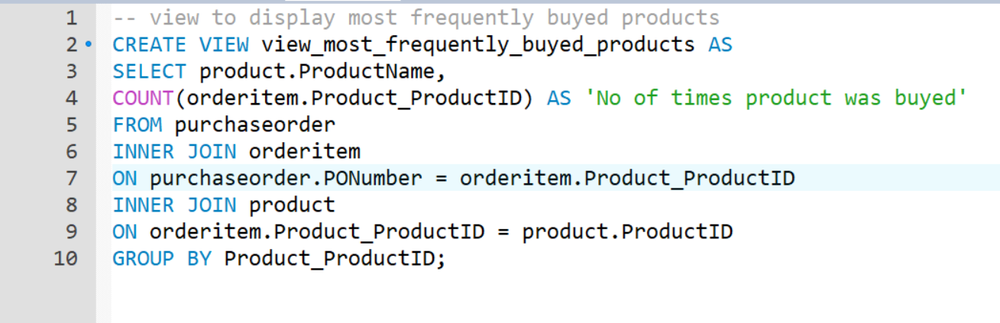 1 -- view to display most frequently buyed products
2 CREATE VIEW view_most_frequently_buyed_products AS
3 SELECT product.ProductName,
4 COUNT(orderitem.Product_ProductID) AS 'No of times product was buyed'
5 FROM purchaseorder
6 INNER JOIN orderitem
7 ON purchaseorder.PONumber = orderitem.Product_ProductID
8 INNER JOIN product
9 ON orderitem.Product_ProductID = product.ProductID
10 GROUP BY Product_ProductID;